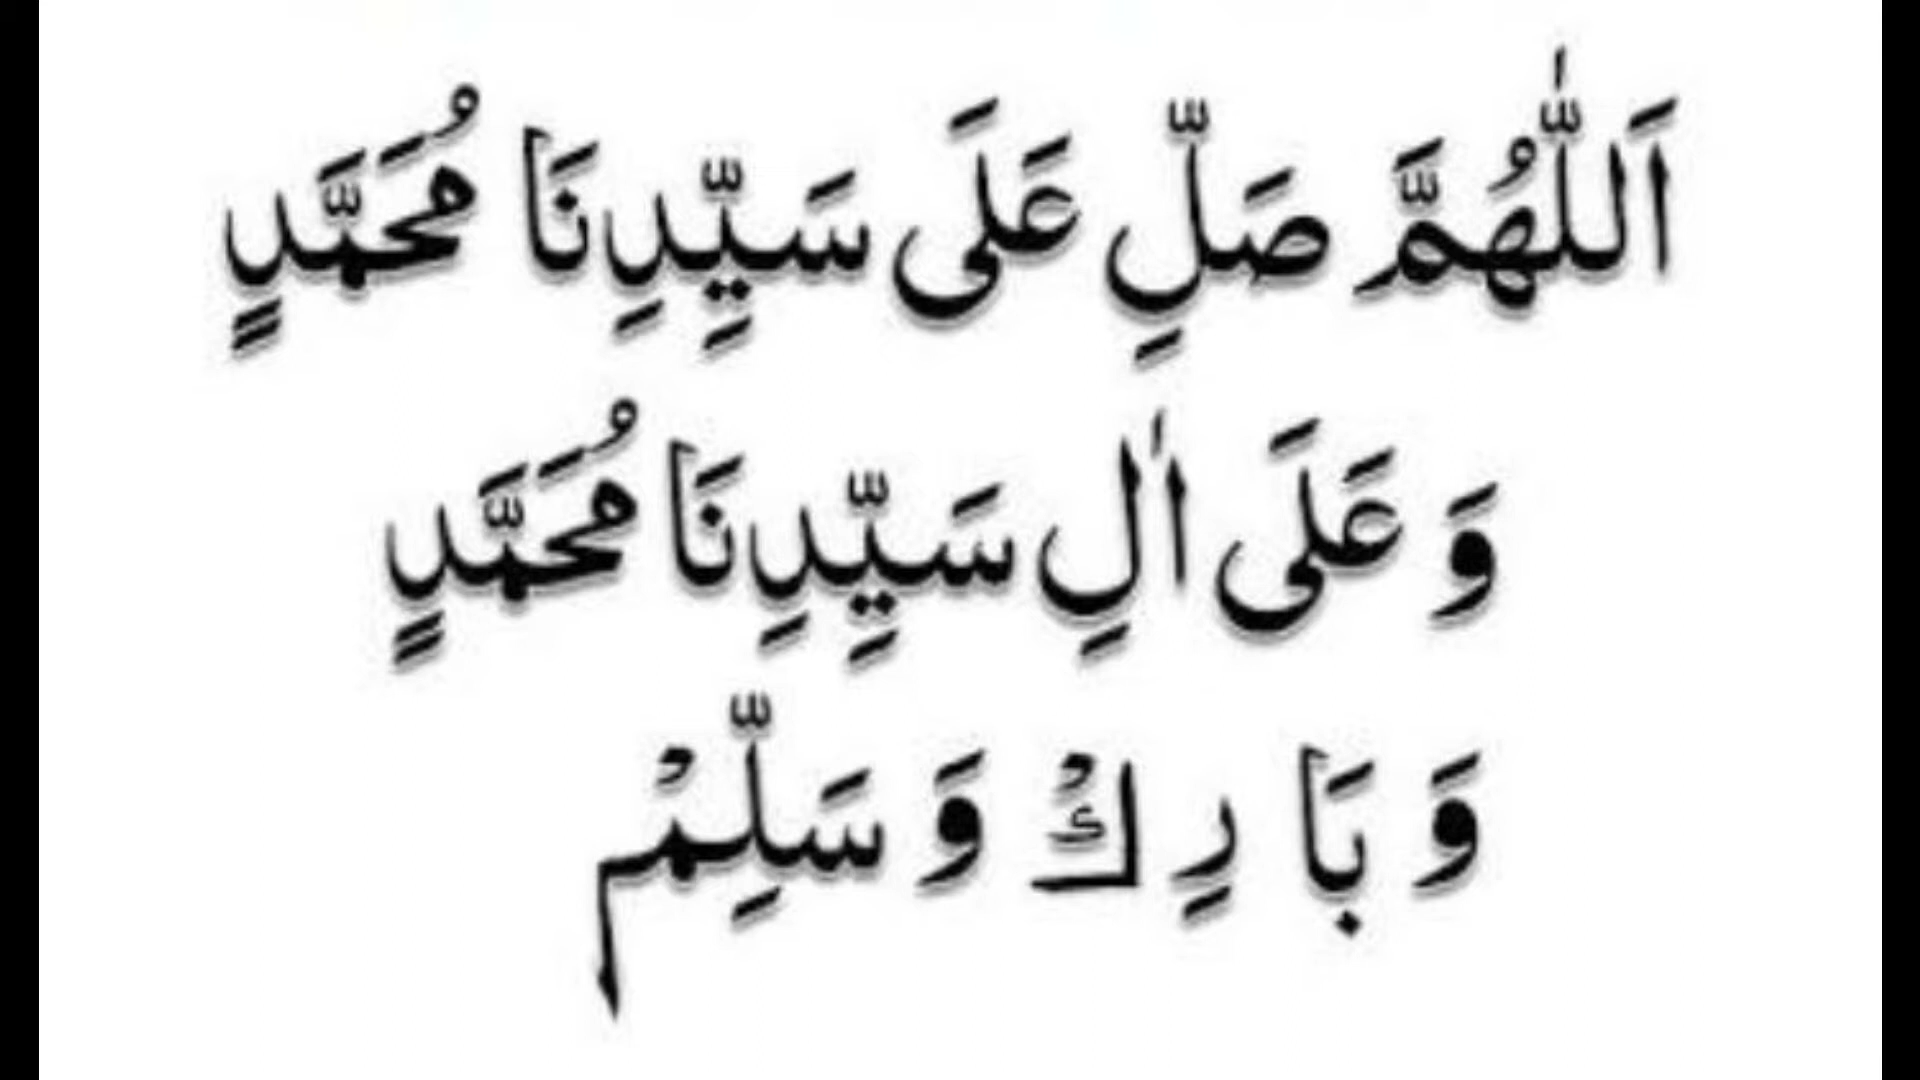 اَللّٰهُمَّ صَلِّ عَلَى سَيِّدِنَا مُحَمَّدٍ
وَ عَلَى اٰلِ سَيِّدِنَا مُحَمَّدٍ
وَ بَا رِكْ وَ سَلِّمْ